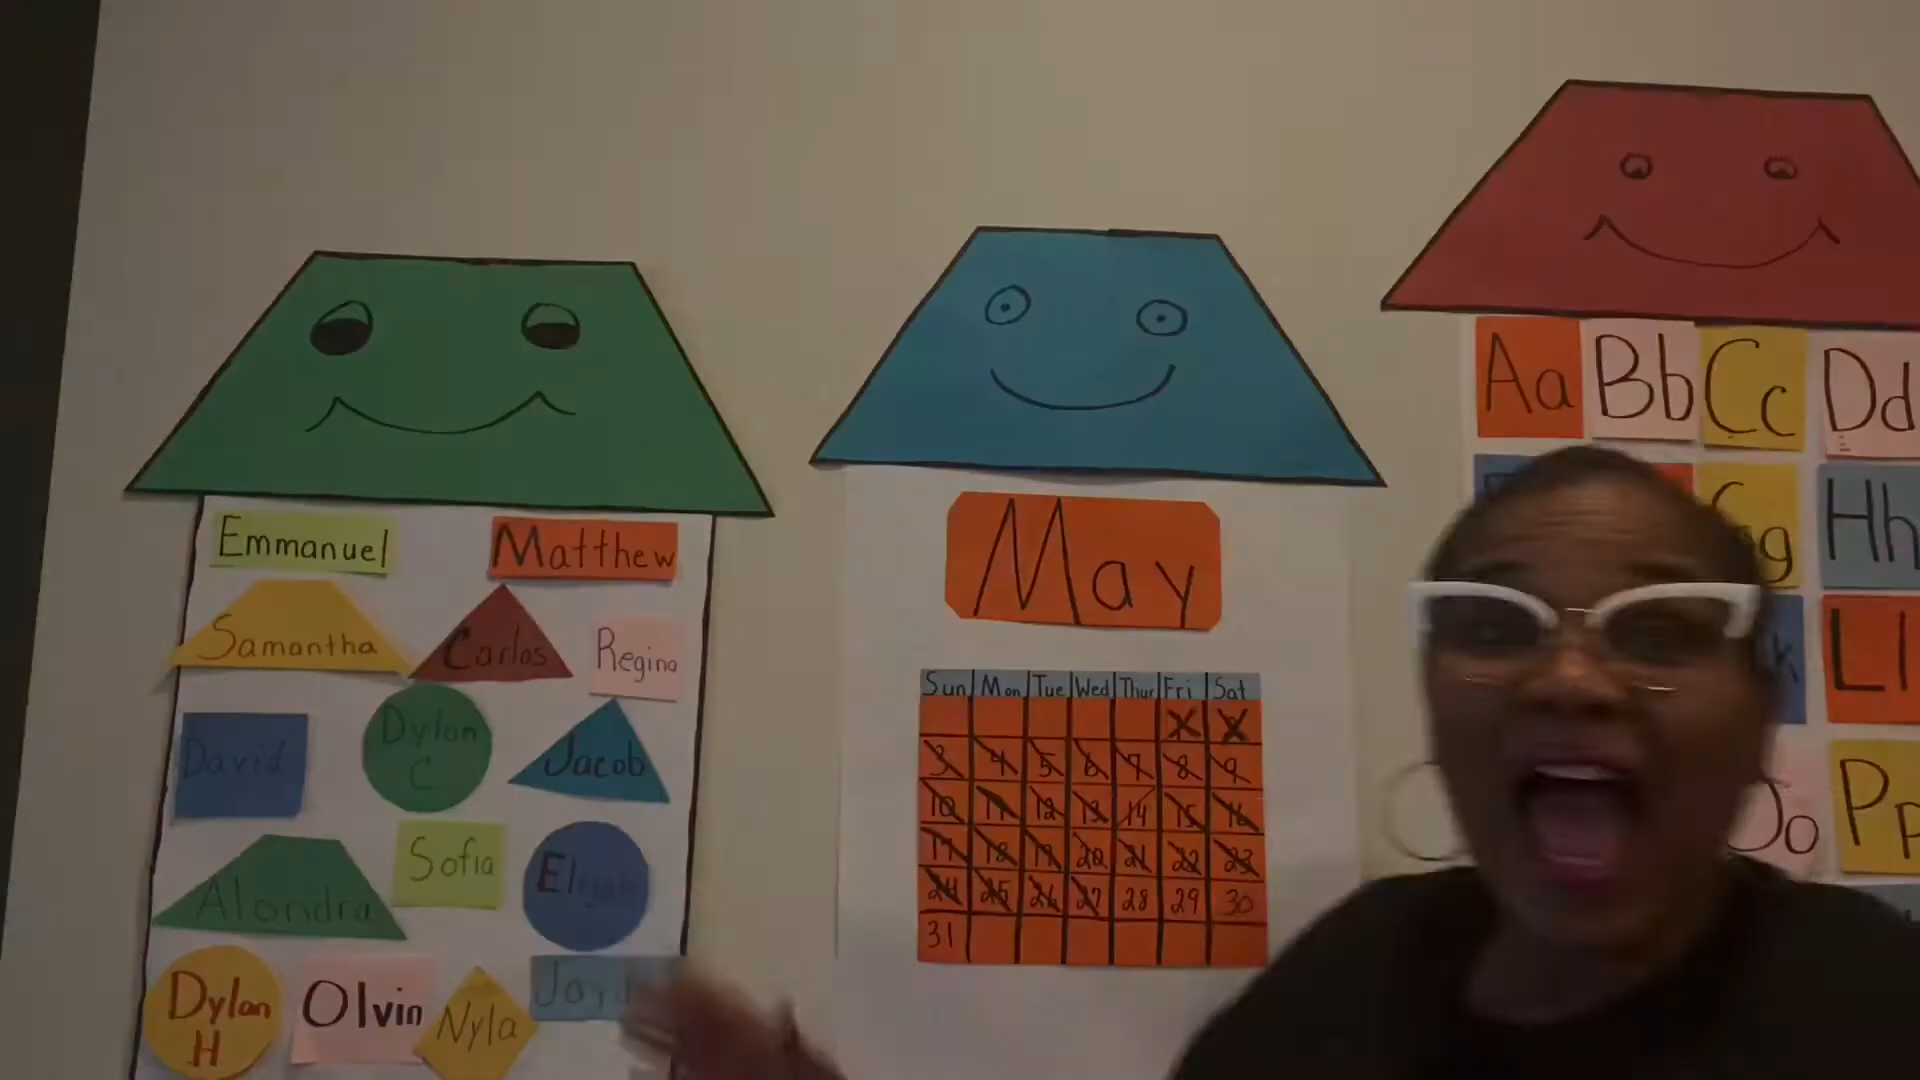 Emmanuel
Matthew
Samantha
Carlos
Regina
David
Dylan
C
Jacob
Alondra
Sofia
Elijah
Dylan
H
Olvin
Nyla
May
Sun Mon Tue Wed Thur Fri Sat
X X
3 4 5 6 7 8 9
10 11 12 13 14 15 16
17 18 19 20 21 22 23
24 25 26 27 28 29 30
31
Aa Bb Cc Dd
Hh
Ll
Oo Pp